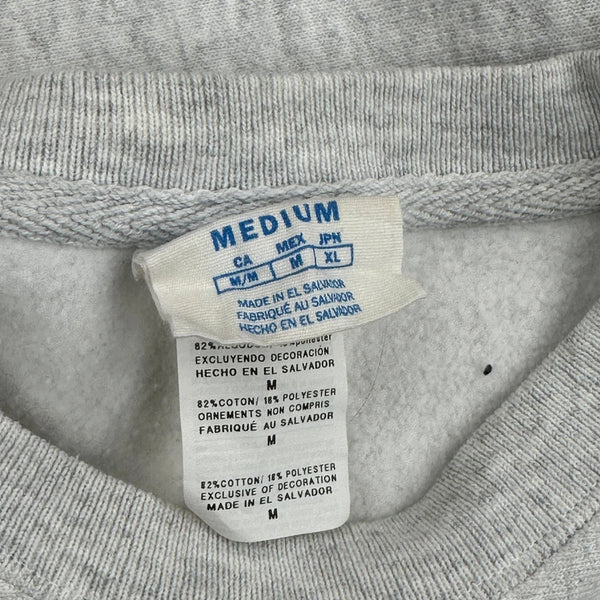 MEDIUM
CA MEX JPN
M/M M XL
MADE IN EL SALVADOR
FABRIQUÉ AU SALVADOR
HECHO EN EL SALVADOR
EXCLUYENDO DECORACIÓN
HECHO EN EL SALVADOR
M
82%COTTON/ 18% POLYESTER
ORNEMENTS NON COMPRIS
FABRIQUÉ AU SALVADOR
M
82%COTTON/ 18% POLYESTER
EXCLUSIVE OF DECORATION
MADE IN EL SALVADOR
M